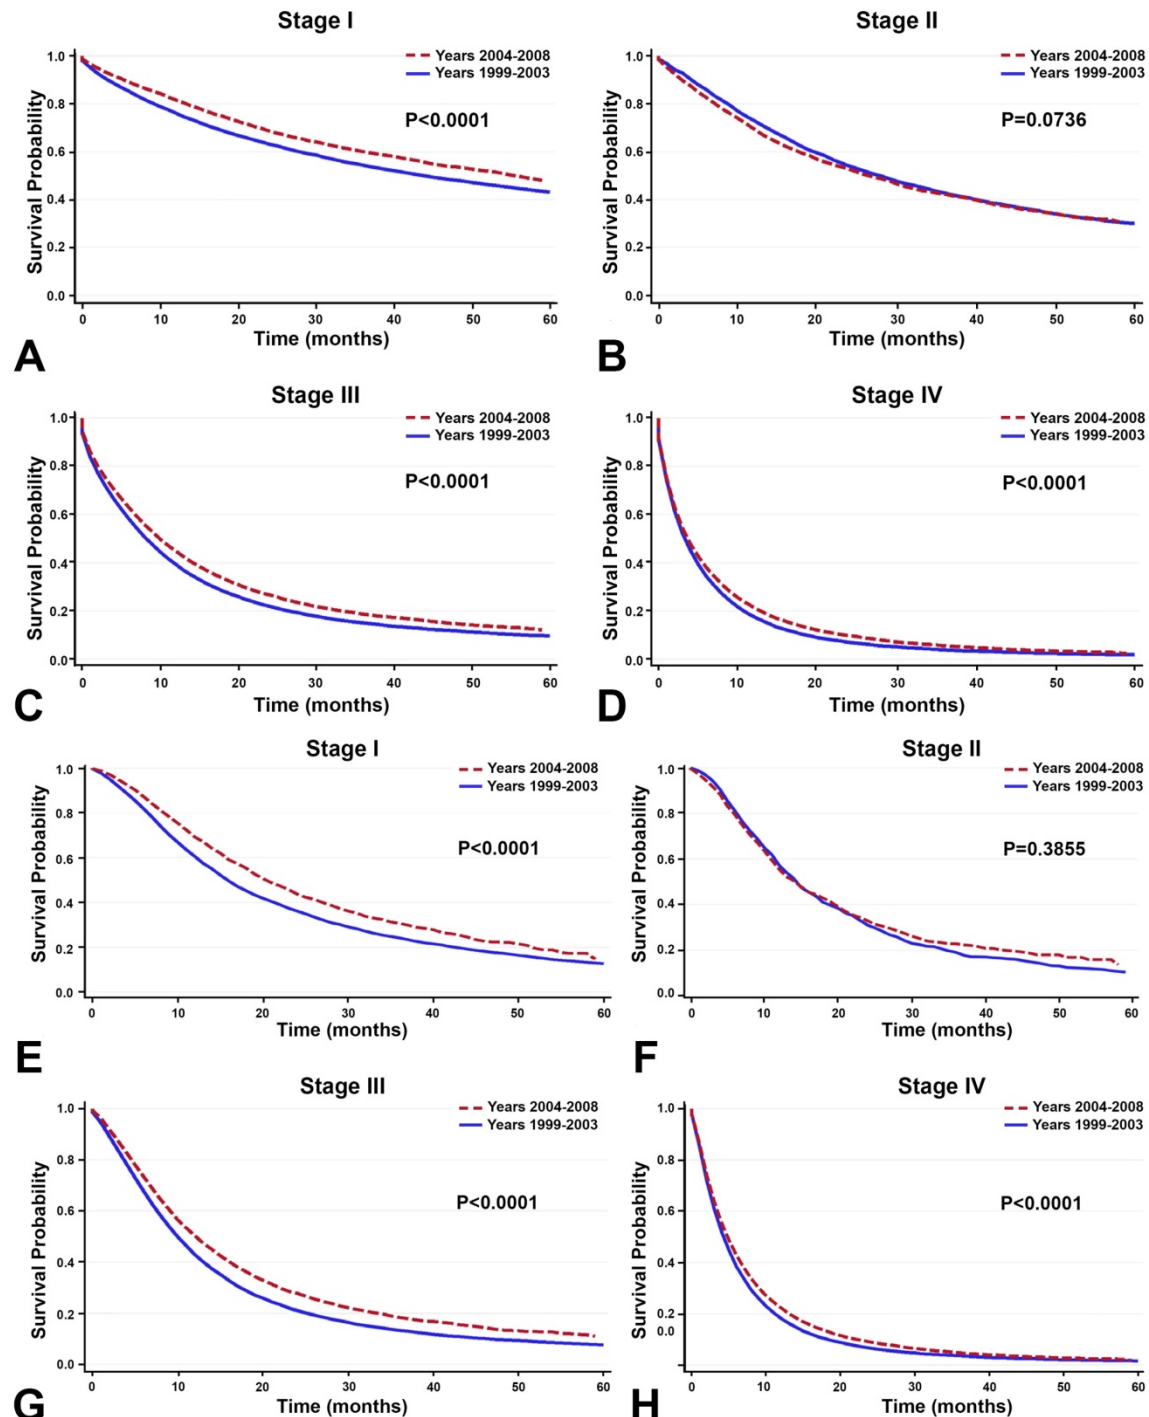 Stage I
Years 2004-2008
Years 1999-2003
P<0.0001
Survival Probability
1.0
0.8
0.6
0.4
0.2
0.0
0 10 20 30 40 50 60
Time (months)
A
Stage II
Years 2004-2008
Years 1999-2003
P=0.0736
Survival Probability
1.0
0.8
0.6
0.4
0.2
0.0
0 10 20 30 40 50 60
Time (months)
B
Stage III
Years 2004-2008
Years 1999-2003
P<0.0001
Survival Probability
1.0
0.8
0.6
0.4
0.2
0.0
0 10 20 30 40 50 60
Time (months)
C
Stage IV
Years 2004-2008
Years 1999-2003
P<0.0001
Survival Probability
1.0
0.8
0.6
0.4
0.2
0.0
0 10 20 30 40 50 60
Time (months)
D
Stage I
Years 2004-2008
Years 1999-2003
P<0.0001
Survival Probability
1.0
0.8
0.6
0.4
0.2
0.0
0 10 20 30 40 50 60
Time (months)
E
Stage II
Years 2004-2008
Years 1999-2003
P=0.3855
Survival Probability
1.0
0.8
0.6
0.4
0.2
0.0
0 10 20 30 40 50 60
Time (months)
F
Stage III
Years 2004-2008
Years 1999-2003
P<0.0001
Survival Probability
1.0
0.8
0.6
0.4
0.2
0.0
0 10 20 30 40 50 60
Time (months)
G
Stage IV
Years 2004-2008
Years 1999-2003
P<0.0001
Survival Probability
1.0
0.8
0.6
0.4
0.2
0.0
0 10 20 30 40 50 60
Time (months)
H